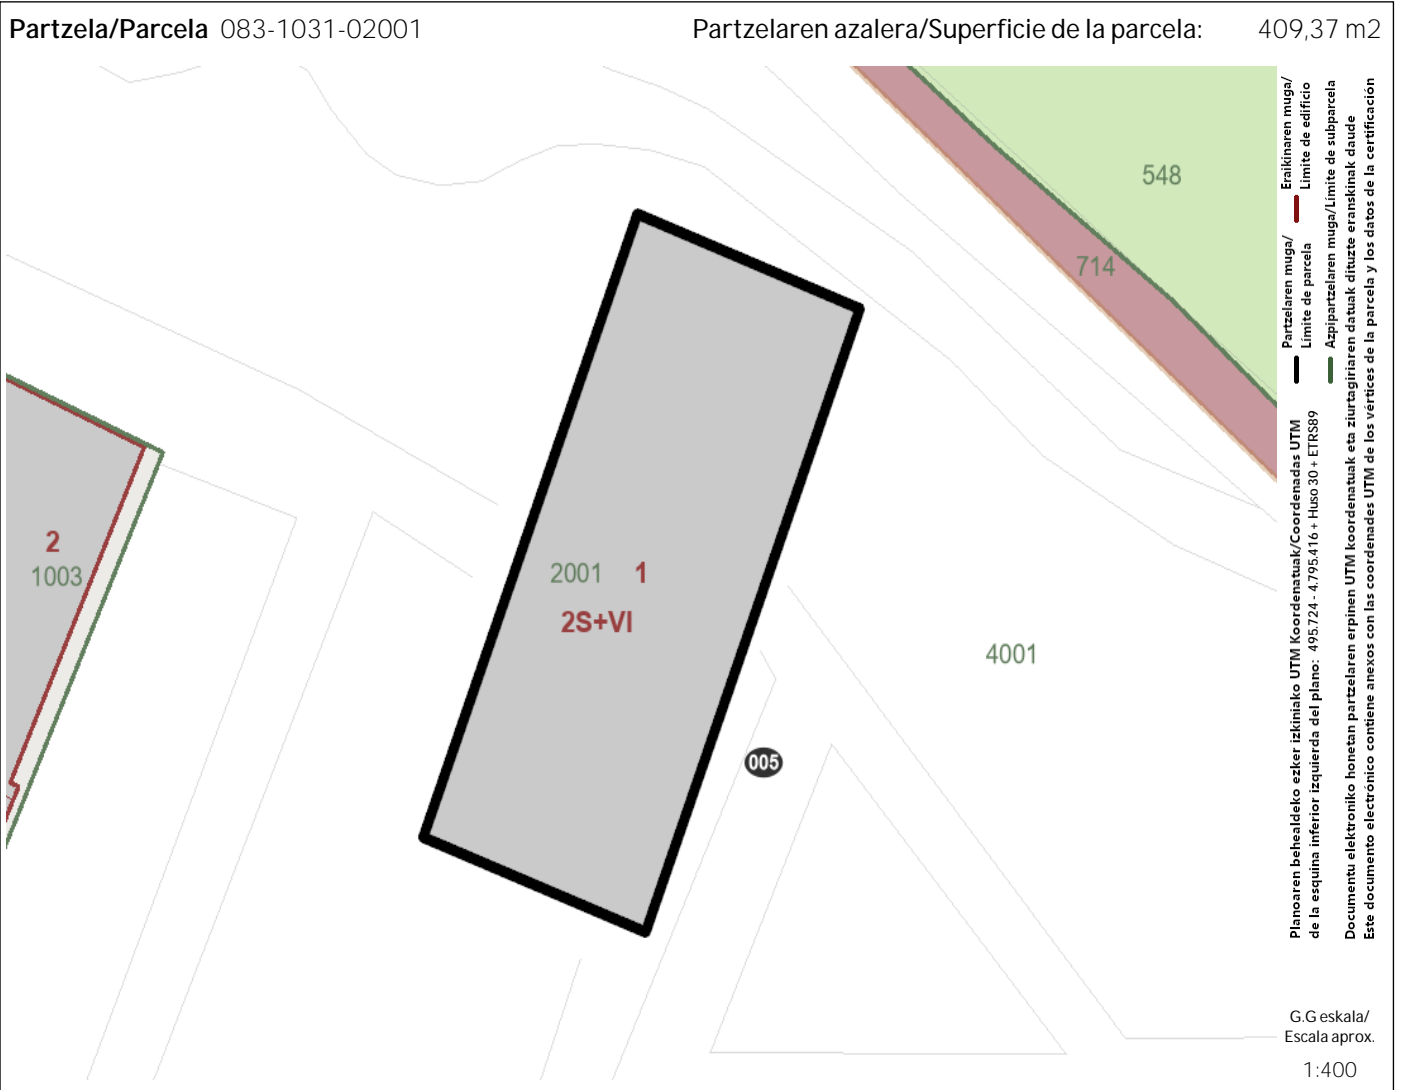 Partzela/Parcela 083-1031-02001
Partzelaren azalera/Superficie de la parcela: 409,37 m2
548
714
2
1003
2001 1
2S+VI
4001
005
Eraikinaren muga/
Limite de edificio
Partzelaren muga/
Limite de parcela
Azpipartzelaren muga/Limite de subparcela
Planoaren behealdeko ezker izkiniako UTM Koordenatuak/Coordenadas UTM
de la esquina inferior izquierda del plano: 495.724 - 4.795.416 + Huso 30 + ETRS89
Documentu elektroniko honetan partzelaren erpinen UTM koordenatuak eta ziurtagiriaren datuak dituzte eranskinak daude
Este documento electrónico contiene anexos con las coordenades UTM de los vértices de la parcela y los datos de la certificación
G.G eskala/
Escala aprox.
1:400